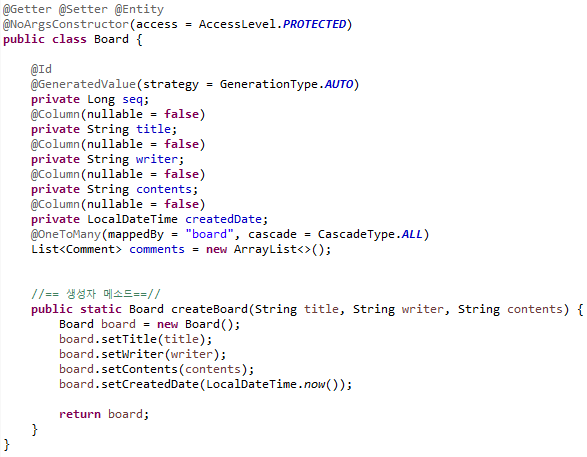 @Getter @Setter @Entity
@NoArgsConstructor(access = AccessLevel.PROTECTED)
public class Board {
@Id
@GeneratedValue(strategy = GenerationType.AUTO)
private Long seq;
@Column(nullable = false)
private String title;
@Column(nullable = false)
private String writer;
@Column(nullable = false)
private String contents;
@Column(nullable = false)
private LocalDateTime createdDate;
@OneToMany(mappedBy = "board", cascade = CascadeType.ALL)
List<Comment> comments = new ArrayList<>();
//== 생성자 메소드==//
public static Board createBoard(String title, String writer, String contents) {
Board board = new Board();
board.setTitle(title);
board.setWriter(writer);
board.setContents(contents);
board.setCreatedDate(LocalDateTime.now());
return board;
}
}